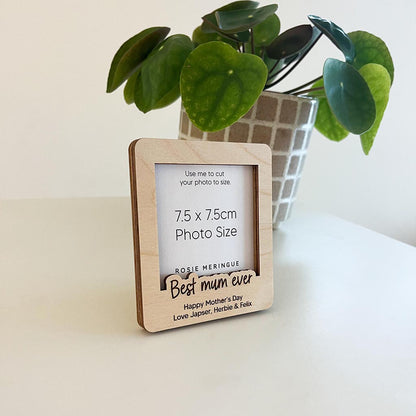 Use me to cut
your photo to size.
7.5 x 7.5cm
Photo Size
ROSIE MERINGUE
Best mum ever
Happy Mother's Day
Love Japser, Herbie & Felix